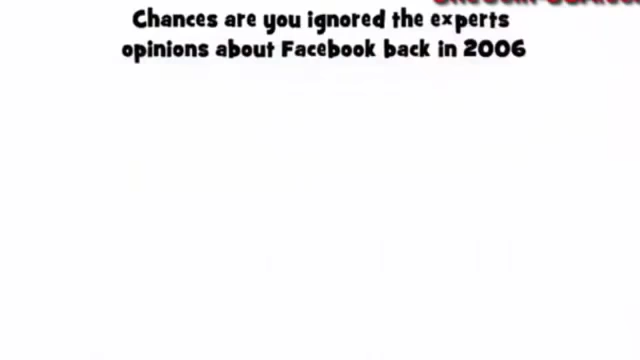 Chances are you ignored the experts
opinions about Facebook back in 2006